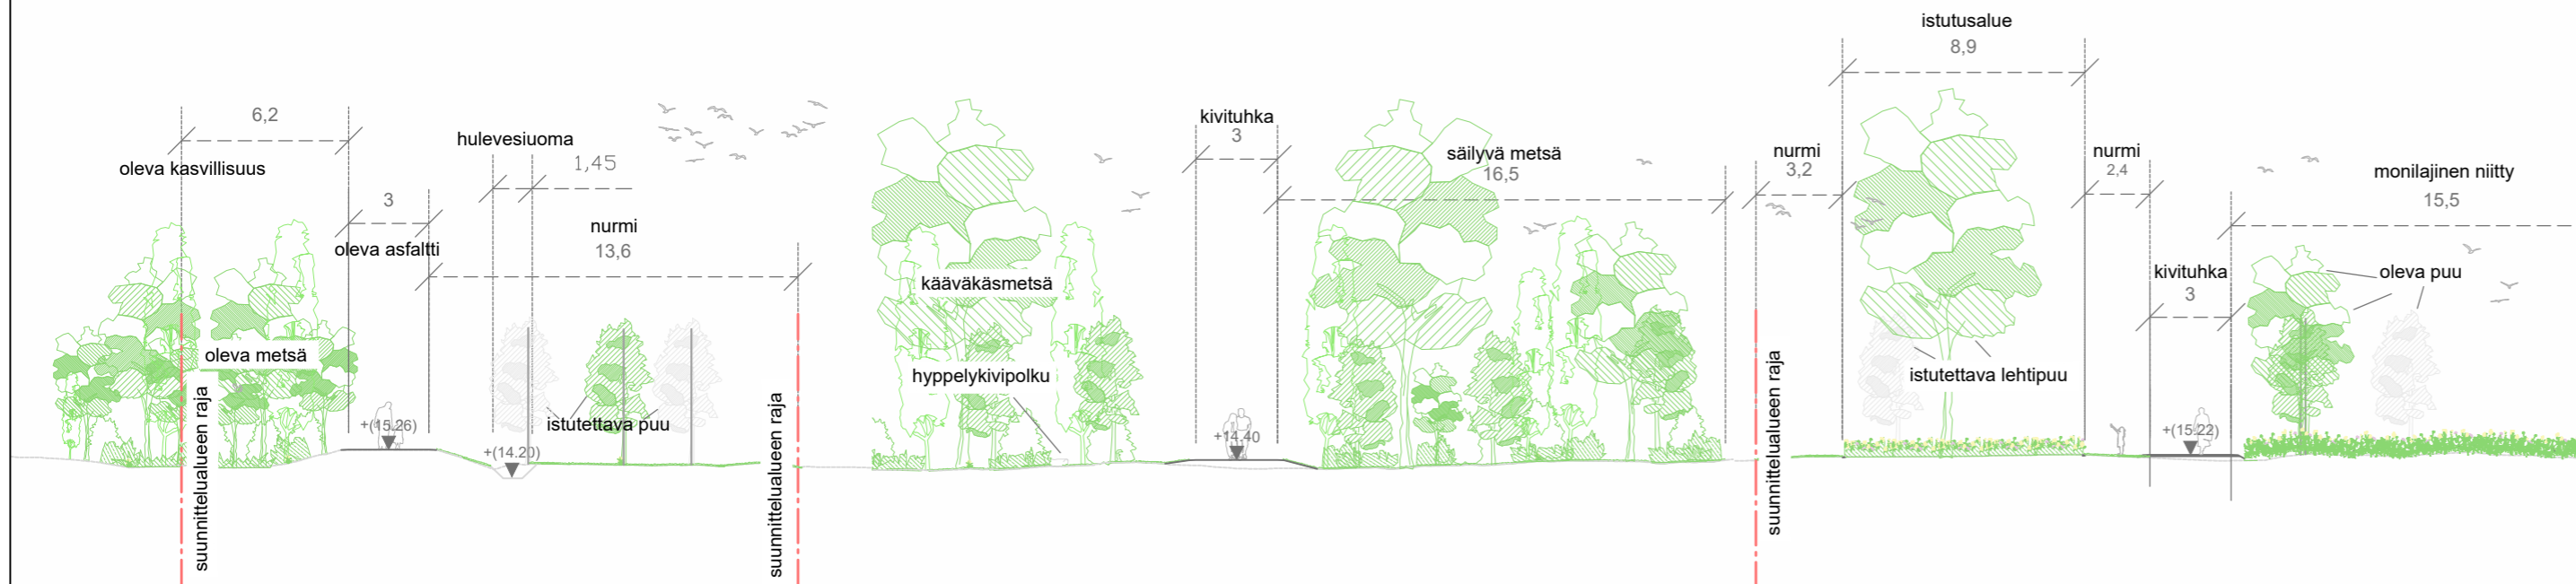 6,2
oleva kasvillisuus
3
oleva asfaltti
hulevesiuoma
1,45
nurmi
13,6
oleva metsä
+(15.26)
+(14.20)
istutettava puu
suunnittelualueen raja
suunnittelualueen raja
kääväkäsmetsä
hyppelykivipolku
kivituhka
3
+14.40
säilyvä metsä
16,5
suunnittelualueen raja
nurmi
3,2
istutusalue
8,9
istutettava lehtipuu
nurmi
2,4
kivituhka
3
+(15.22)
monilajinen niitty
15,5
oleva puu